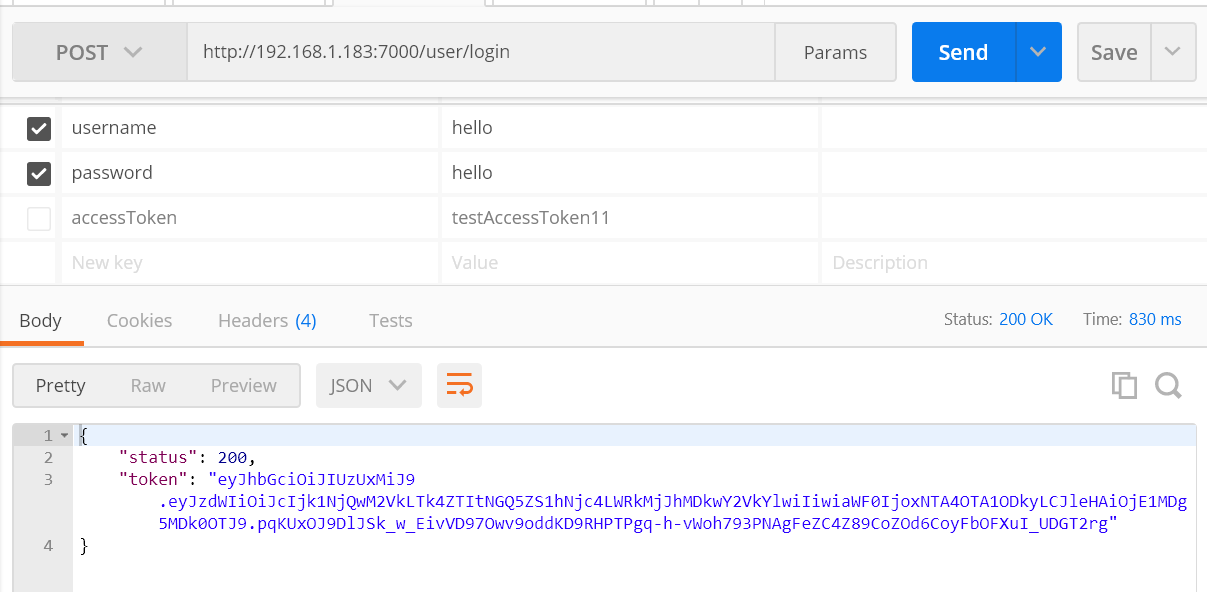 POST http://192.168.1.183:7000/user/login Params Send Save
username hello
password hello
accessToken testAccessToken11
New key Value Description
Body Cookies Headers (4) Tests Status: 200 OK Time: 830 ms
Pretty Raw Preview JSON
1 {
2 "status": 200,
3 "token": "eyJhbGciOiJIUzUxMiJ9
.eyJzdWIiOiJcIjk1NjQwM2VkLTk4ZTItNGQ5ZS1hNjc4LWRkMjJhMDkwY2VkYlwiIiwiaWF0IjoxNTA4OTA1ODkyLCJleHAiOjE1MDg
5MDk0OTJ9.pqKUxOJ9DlJSk_w_EivVD97Owv9oddKD9RHPTPgq-h-vWoh793PNAgFeZC4Z89CoZOd6CoyFbOFXuI_UDGT2rg"
4 }